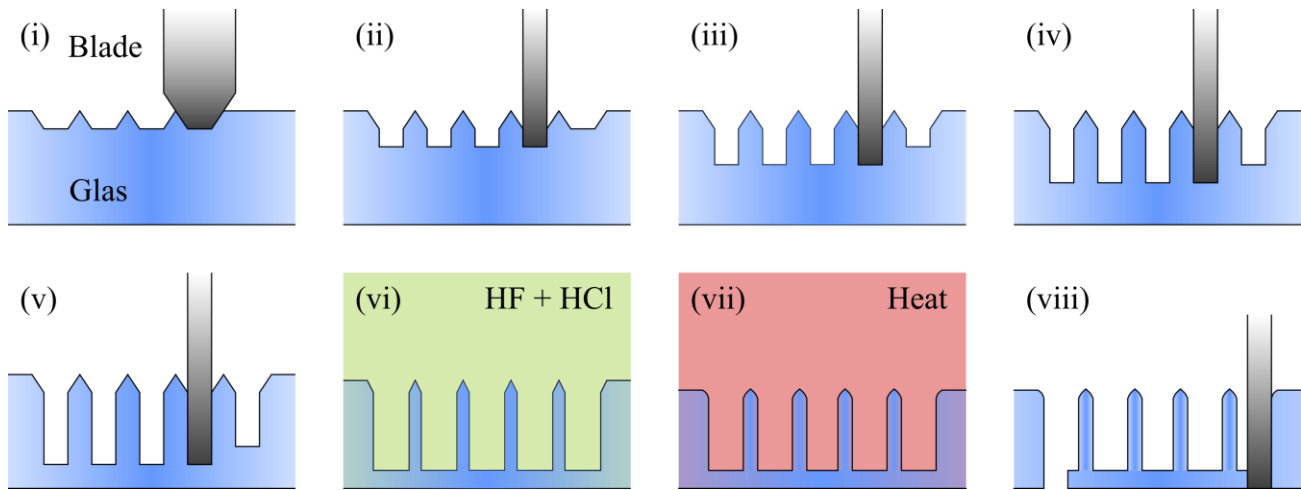 (i)
Blade
Glas
(ii)
(iii)
(iv)
(v)
(vi)
HF + HCl
(vii)
Heat
(viii)